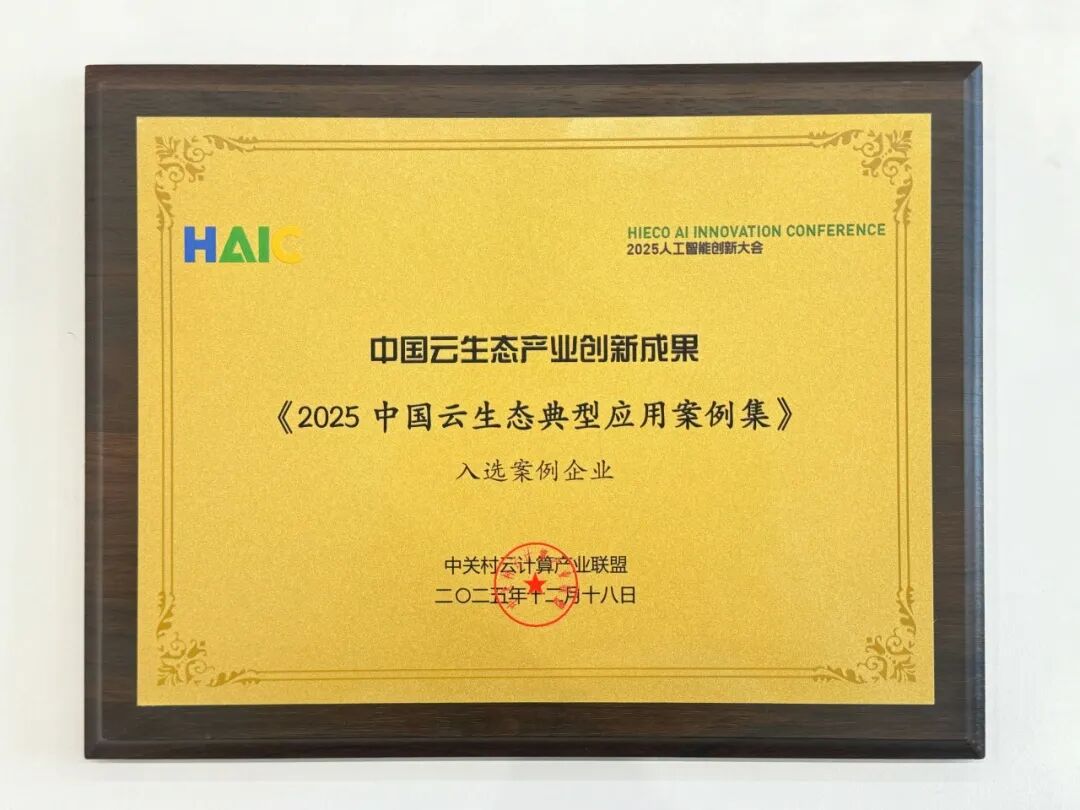 HAIC
HIECO AI INNOVATION CONFERENCE
2025人工智能创新大会
中国云生态产业创新成果
《2025 中国云生态典型应用案例集》
入选案例企业
中关村云计算产业联盟
二〇二五年十二月十八日